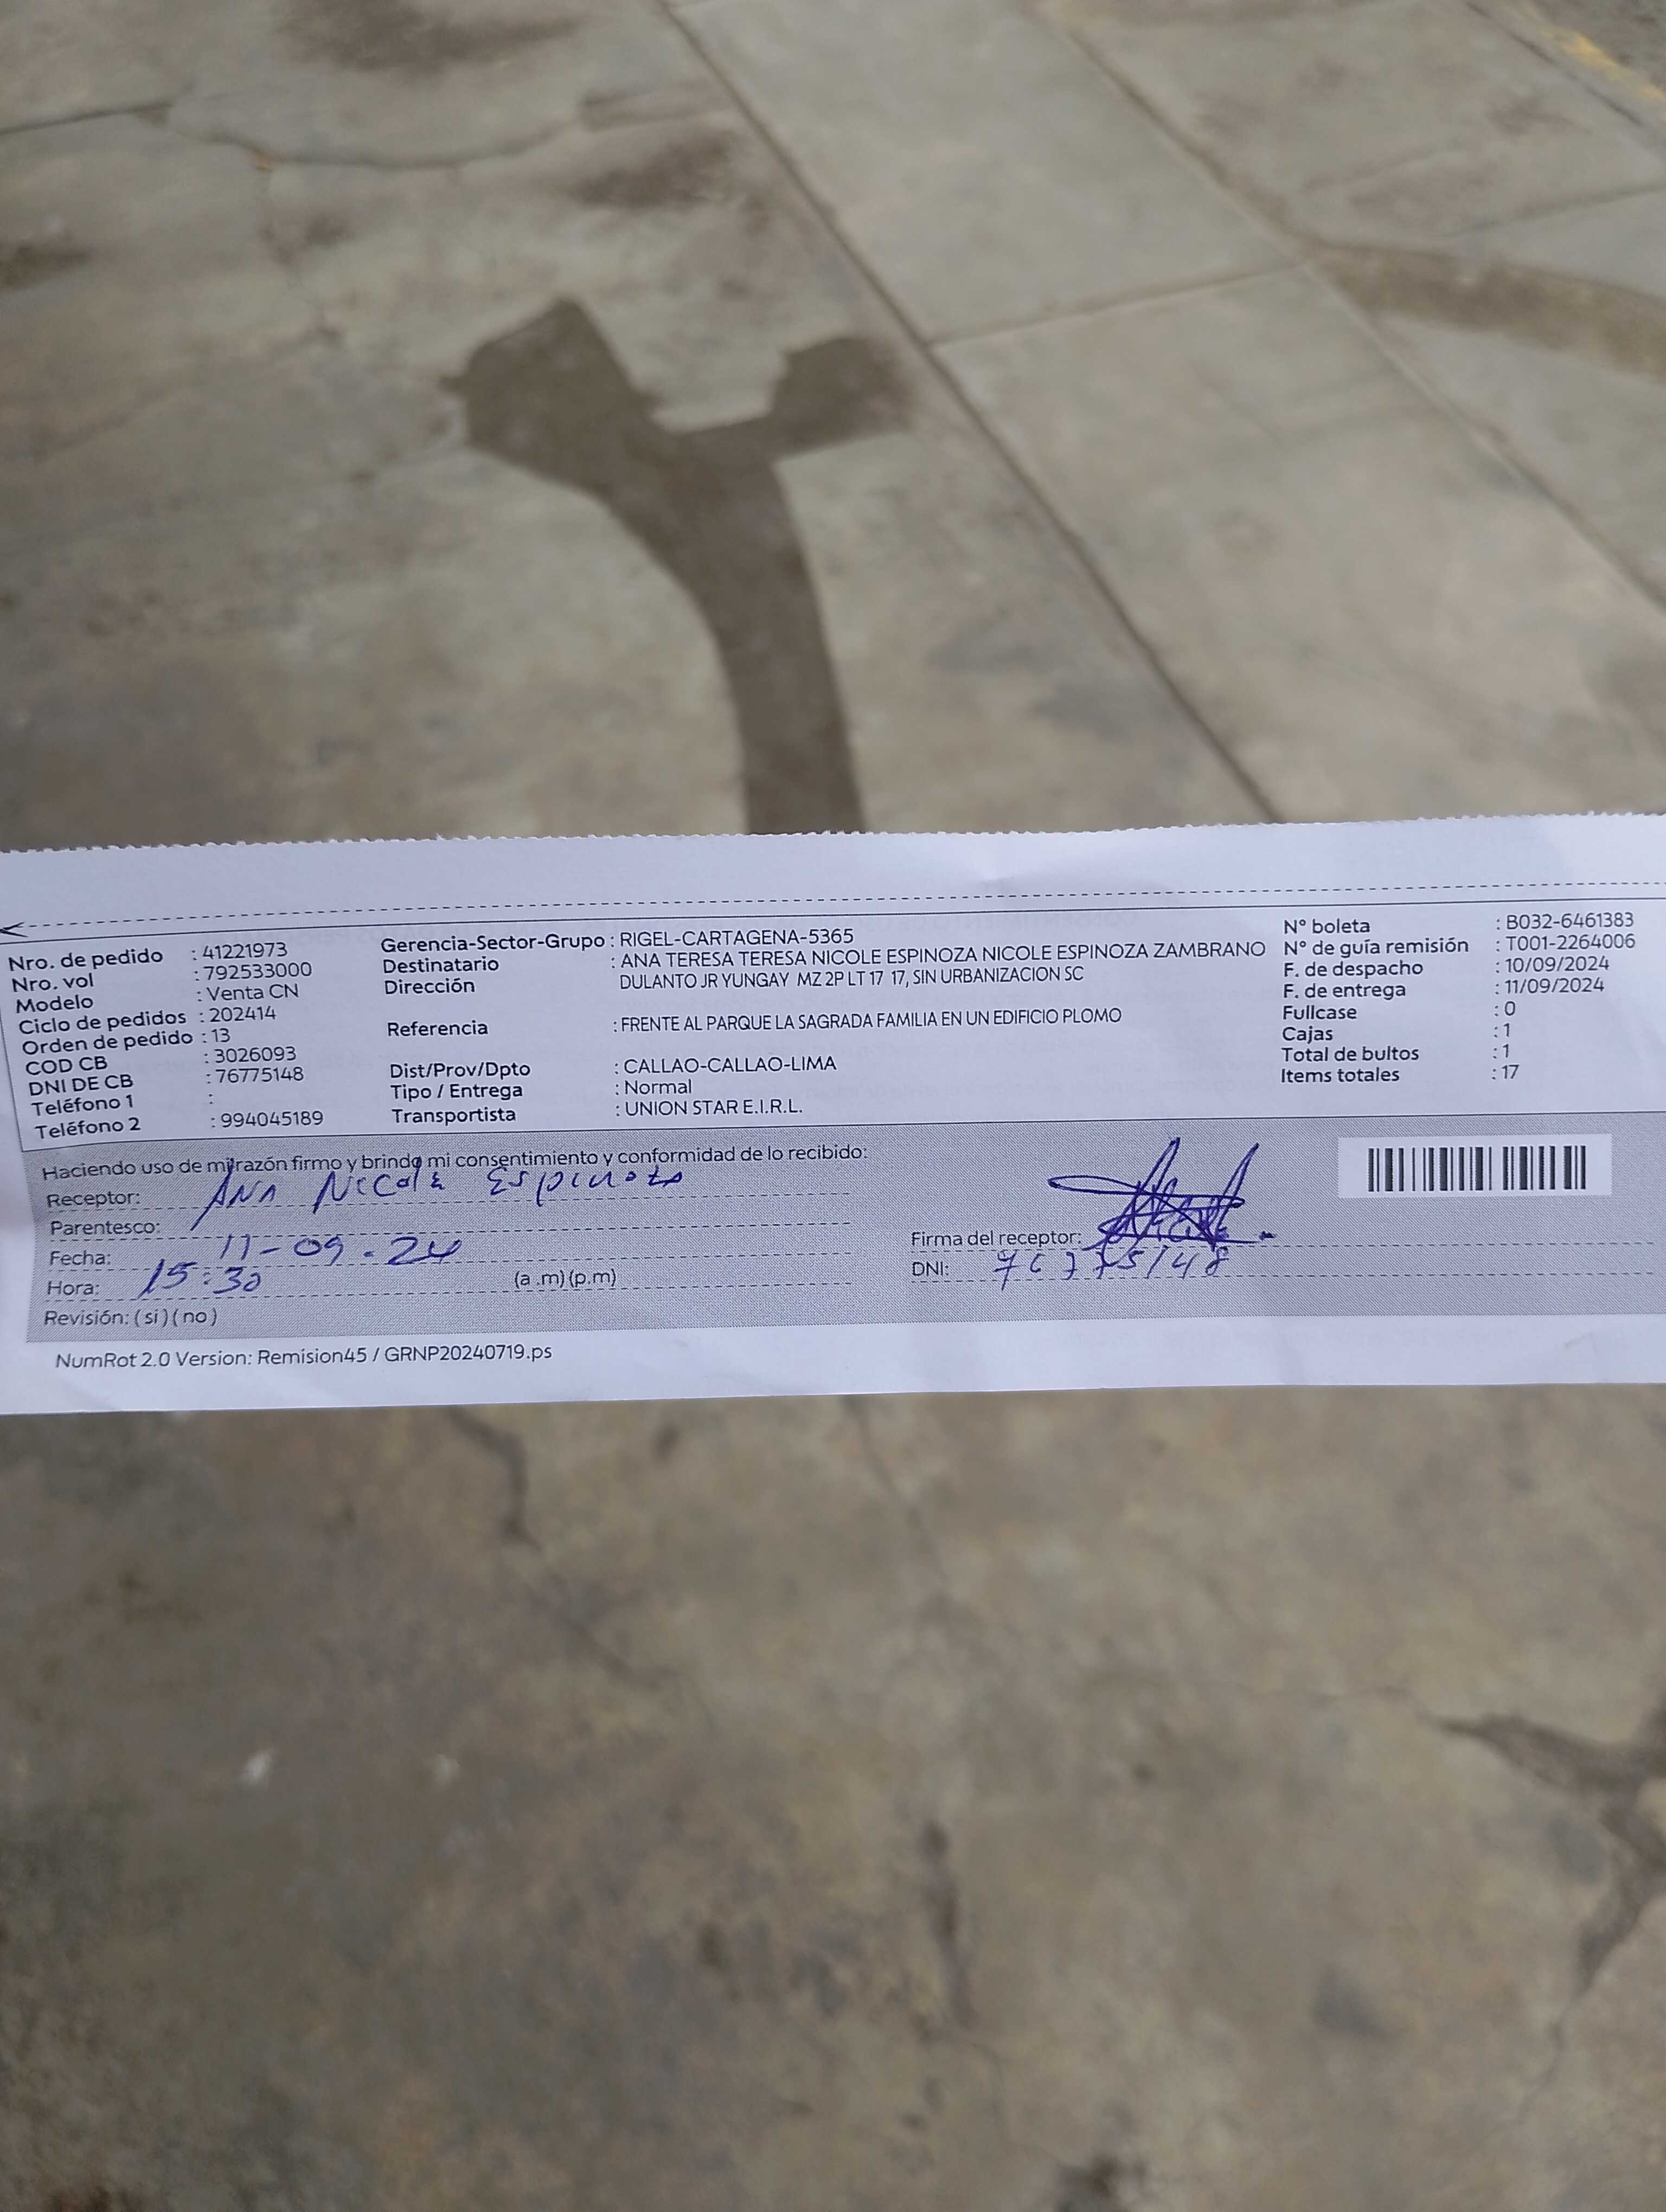 Nro. de pedido : 41221973
Nro. vol : 792533000
Modelo : Venta CN
Ciclo de pedidos : 202414
Orden de pedido : 13
COD CB : 3026093
DNI DE CB : 76775148
Teléfono 1 :
Teléfono 2 : 994045189
Gerencia-Sector-Grupo : RIGEL-CARTAGENA-5365
Destinatario : ANA TERESA TERESA NICOLE ESPINOZA NICOLE ESPINOZA ZAMBRANO
Dirección DULANTO JR YUNGAY MZ 2P LT 17 17, SIN URBANIZACION SC
Referencia : FRENTE AL PARQUE LA SAGRADA FAMILIA EN UN EDIFICIO PLOMO
Dist/Prov/Dpto : CALLAO-CALLAO-LIMA
Tipo / Entrega : Normal
Transportista : UNION STAR E.I.R.L.
N° boleta : B032-6461383
N° de guía remisión : T001-2264006
F. de despacho : 10/09/2024
F. de entrega : 11/09/2024
Fullcase : 0
Cajas : 1
Total de bultos : 1
Items totales : 17
Haciendo uso de mi razón firmo y brindo mi consentimiento y conformidad de lo recibido:
Receptor: ANA Nicole Espinoza
Parentesco:
Fecha: 11-09-24
Hora: 15:30 (a .m) (p.m)
Revisión: ( si ) ( no )
Firma del receptor:
DNI: 76775148
NumRot 2.0 Version: Remision45 / GRNP20240719.ps